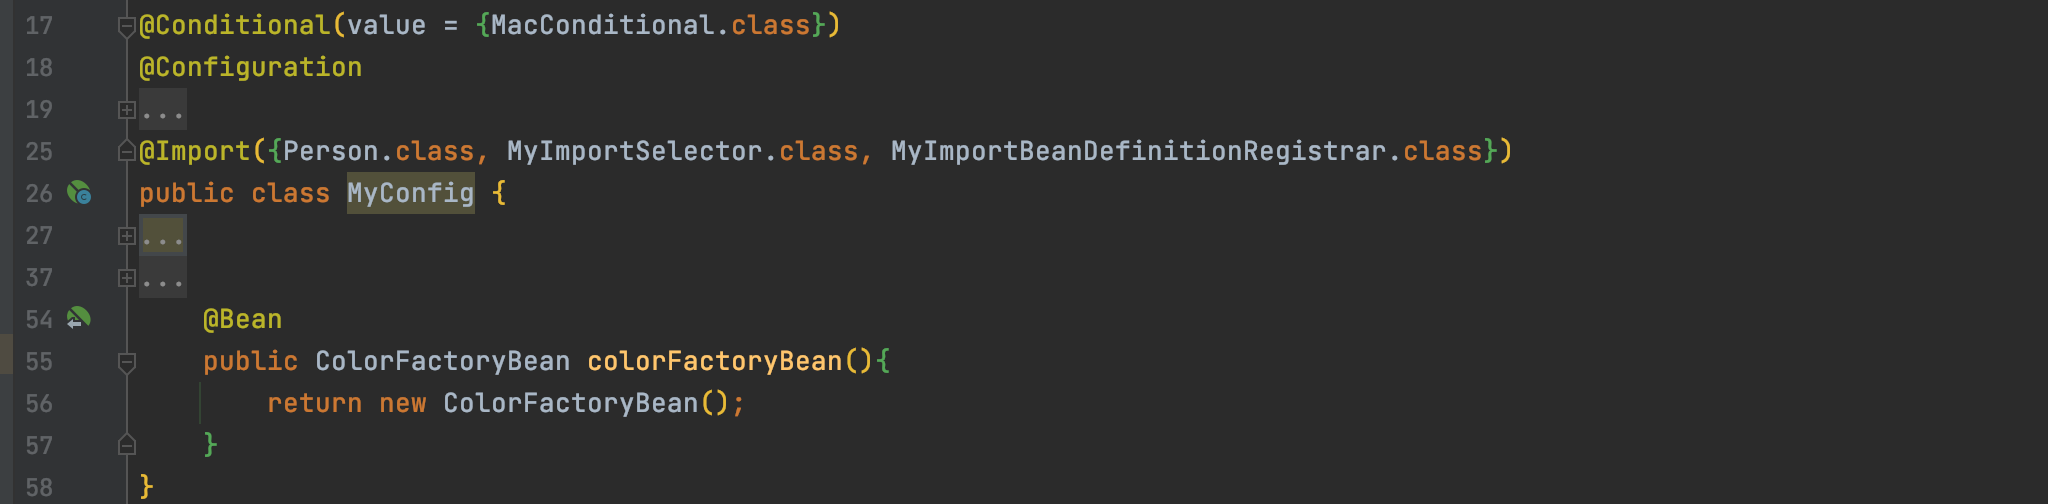 17 @Conditional(value = {MacConditional.class})
18 @Configuration
19 ...
25 @Import({Person.class, MyImportSelector.class, MyImportBeanDefinitionRegistrar.class})
26 public class MyConfig {
27 ...
37 ...
54 @Bean
55 public ColorFactoryBean colorFactoryBean(){
56 return new ColorFactoryBean();
57 }
58 }